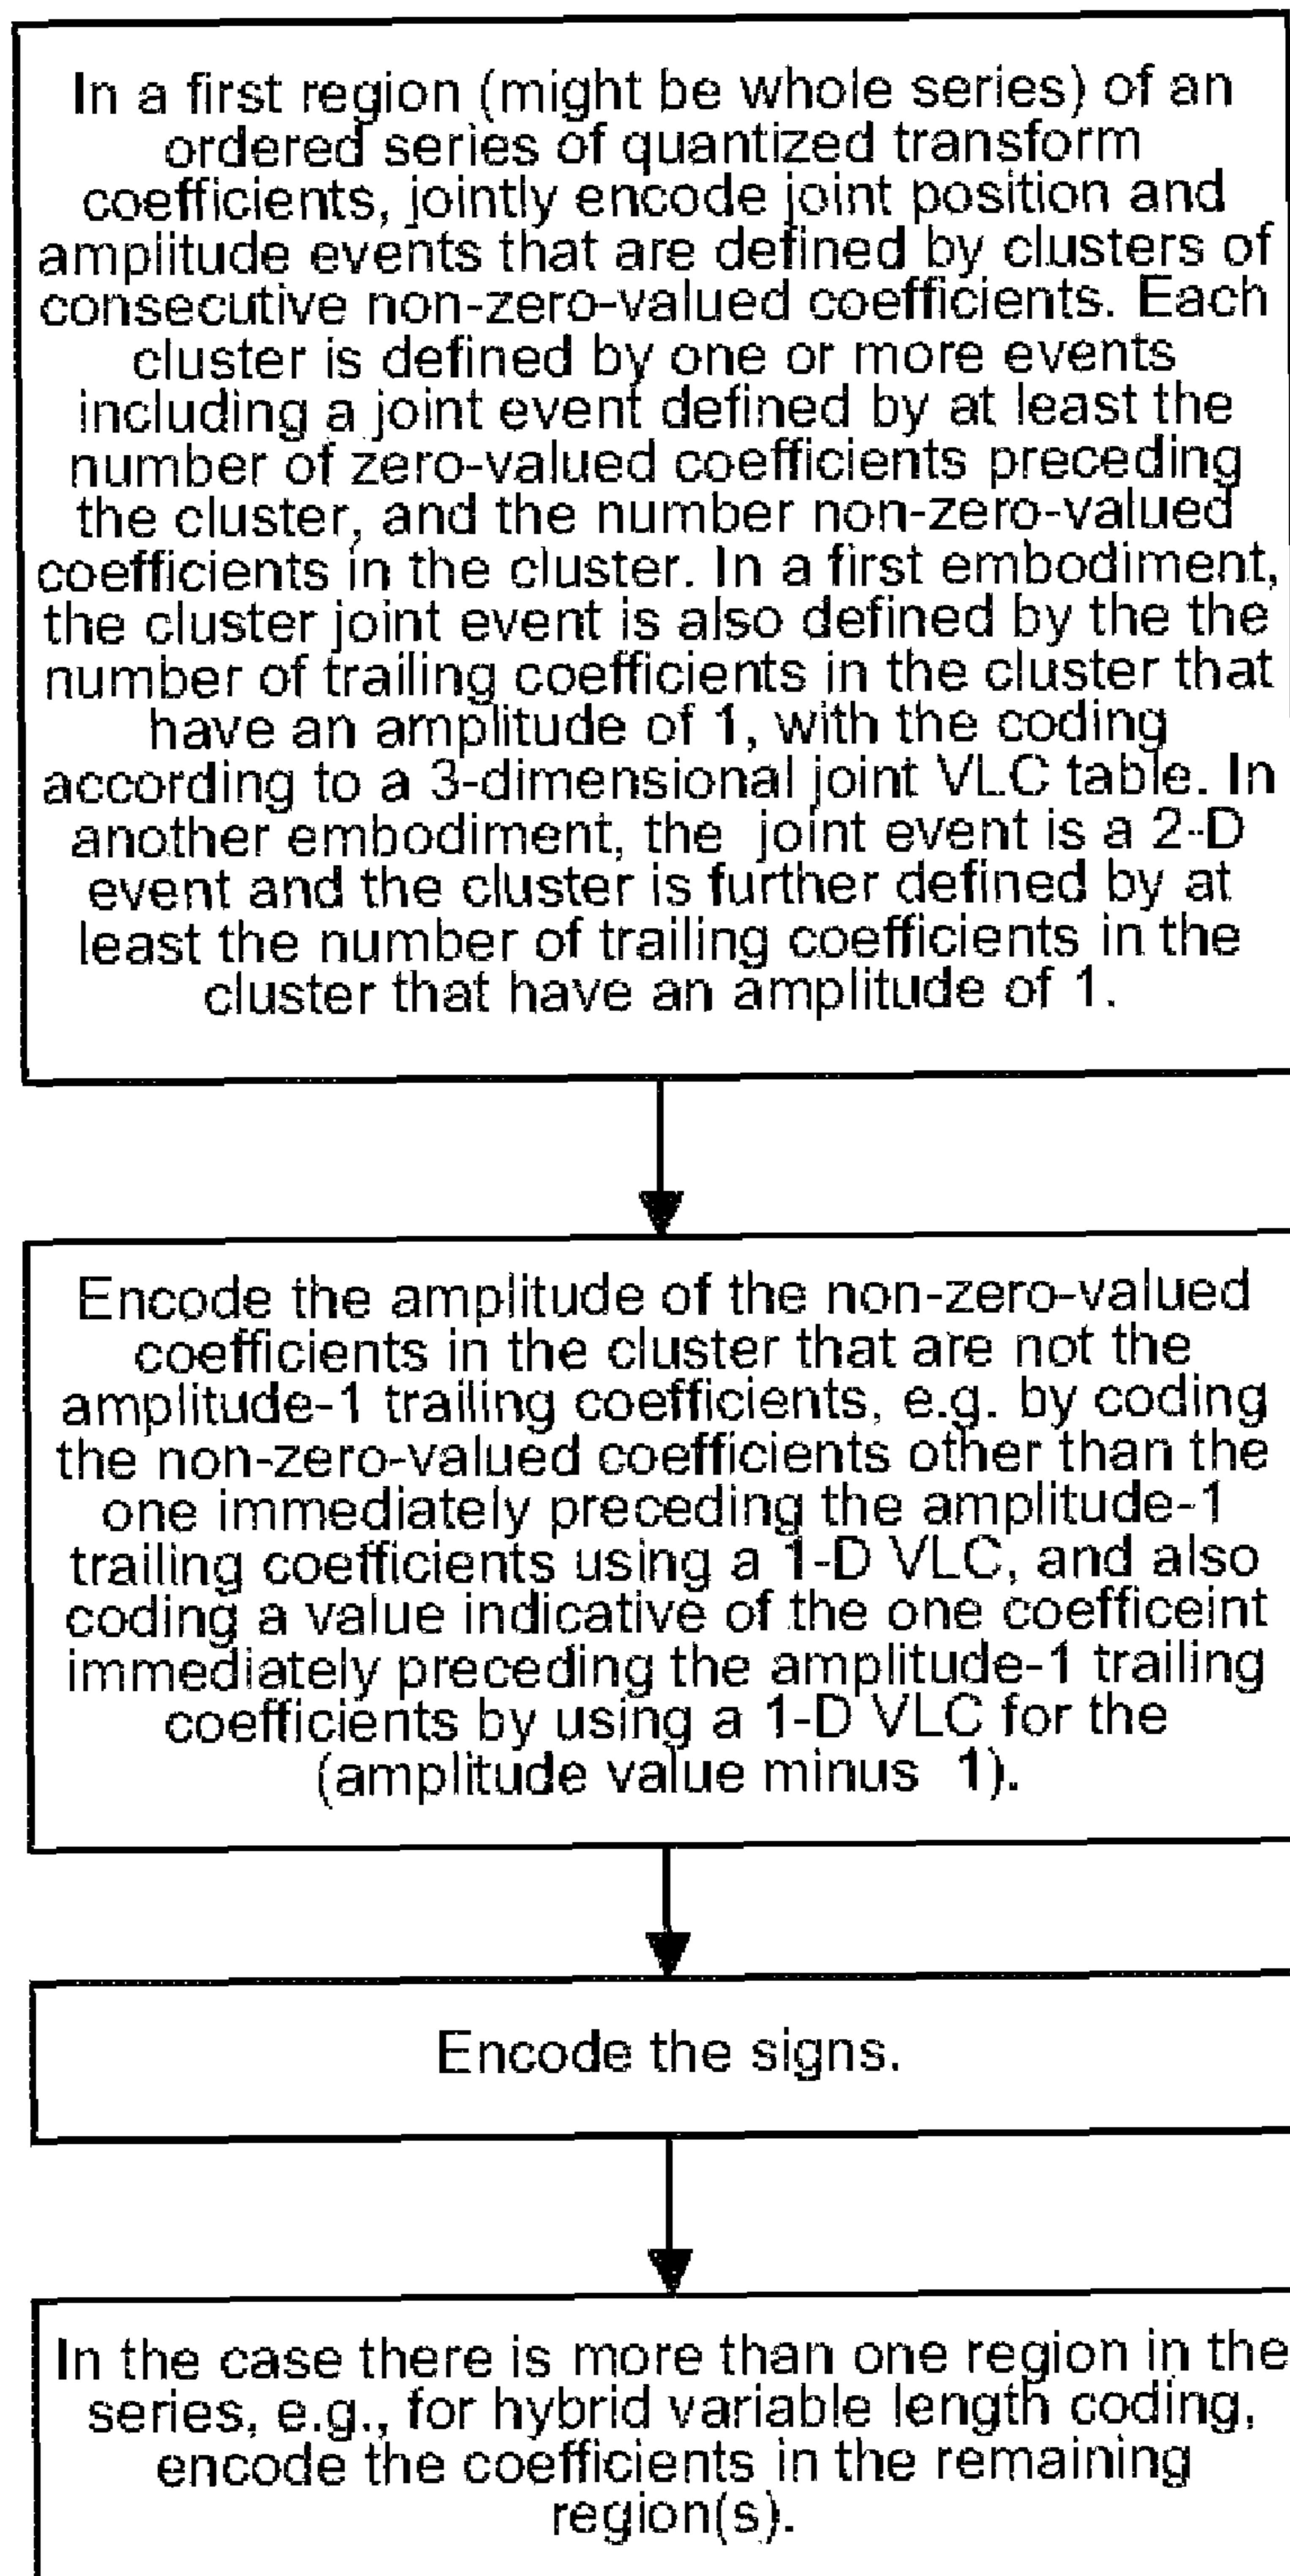 In a first region (might be whole series) of an
ordered series of quantized transform
coefficients, jointly encode joint position and
amplitude events that are defined by clusters of
consecutive non-zero-valued coefficients. Each
cluster is defined by one or more events
including a joint event defined by at least the
number of zero-valued coefficients preceding
the cluster, and the number non-zero-valued
coefficients in the cluster. In a first embodiment,
the cluster joint event is also defined by the the
number of trailing coefficients in the cluster that
have an amplitude of 1, with the coding
according to a 3-dimensional joint VLC table. In
another embodiment, the joint event is a 2-D
event and the cluster is further defined by at
least the number of trailing coefficients in the
cluster that have an amplitude of 1.
Encode the amplitude of the non-zero-valued
coefficients in the cluster that are not the
amplitude-1 trailing coefficients, e.g. by coding
the non-zero-valued coefficients other than the
one immediately preceding the amplitude-1
trailing coefficients using a 1-D VLC, and also
coding a value indicative of the one coefficeint
immediately preceding the amplitude-1 trailing
coefficients by using a 1-D VLC for the
(amplitude value minus 1).
Encode the signs.
In the case there is more than one region in the
series, e.g., for hybrid variable length coding,
encode the coefficients in the remaining
region(s).